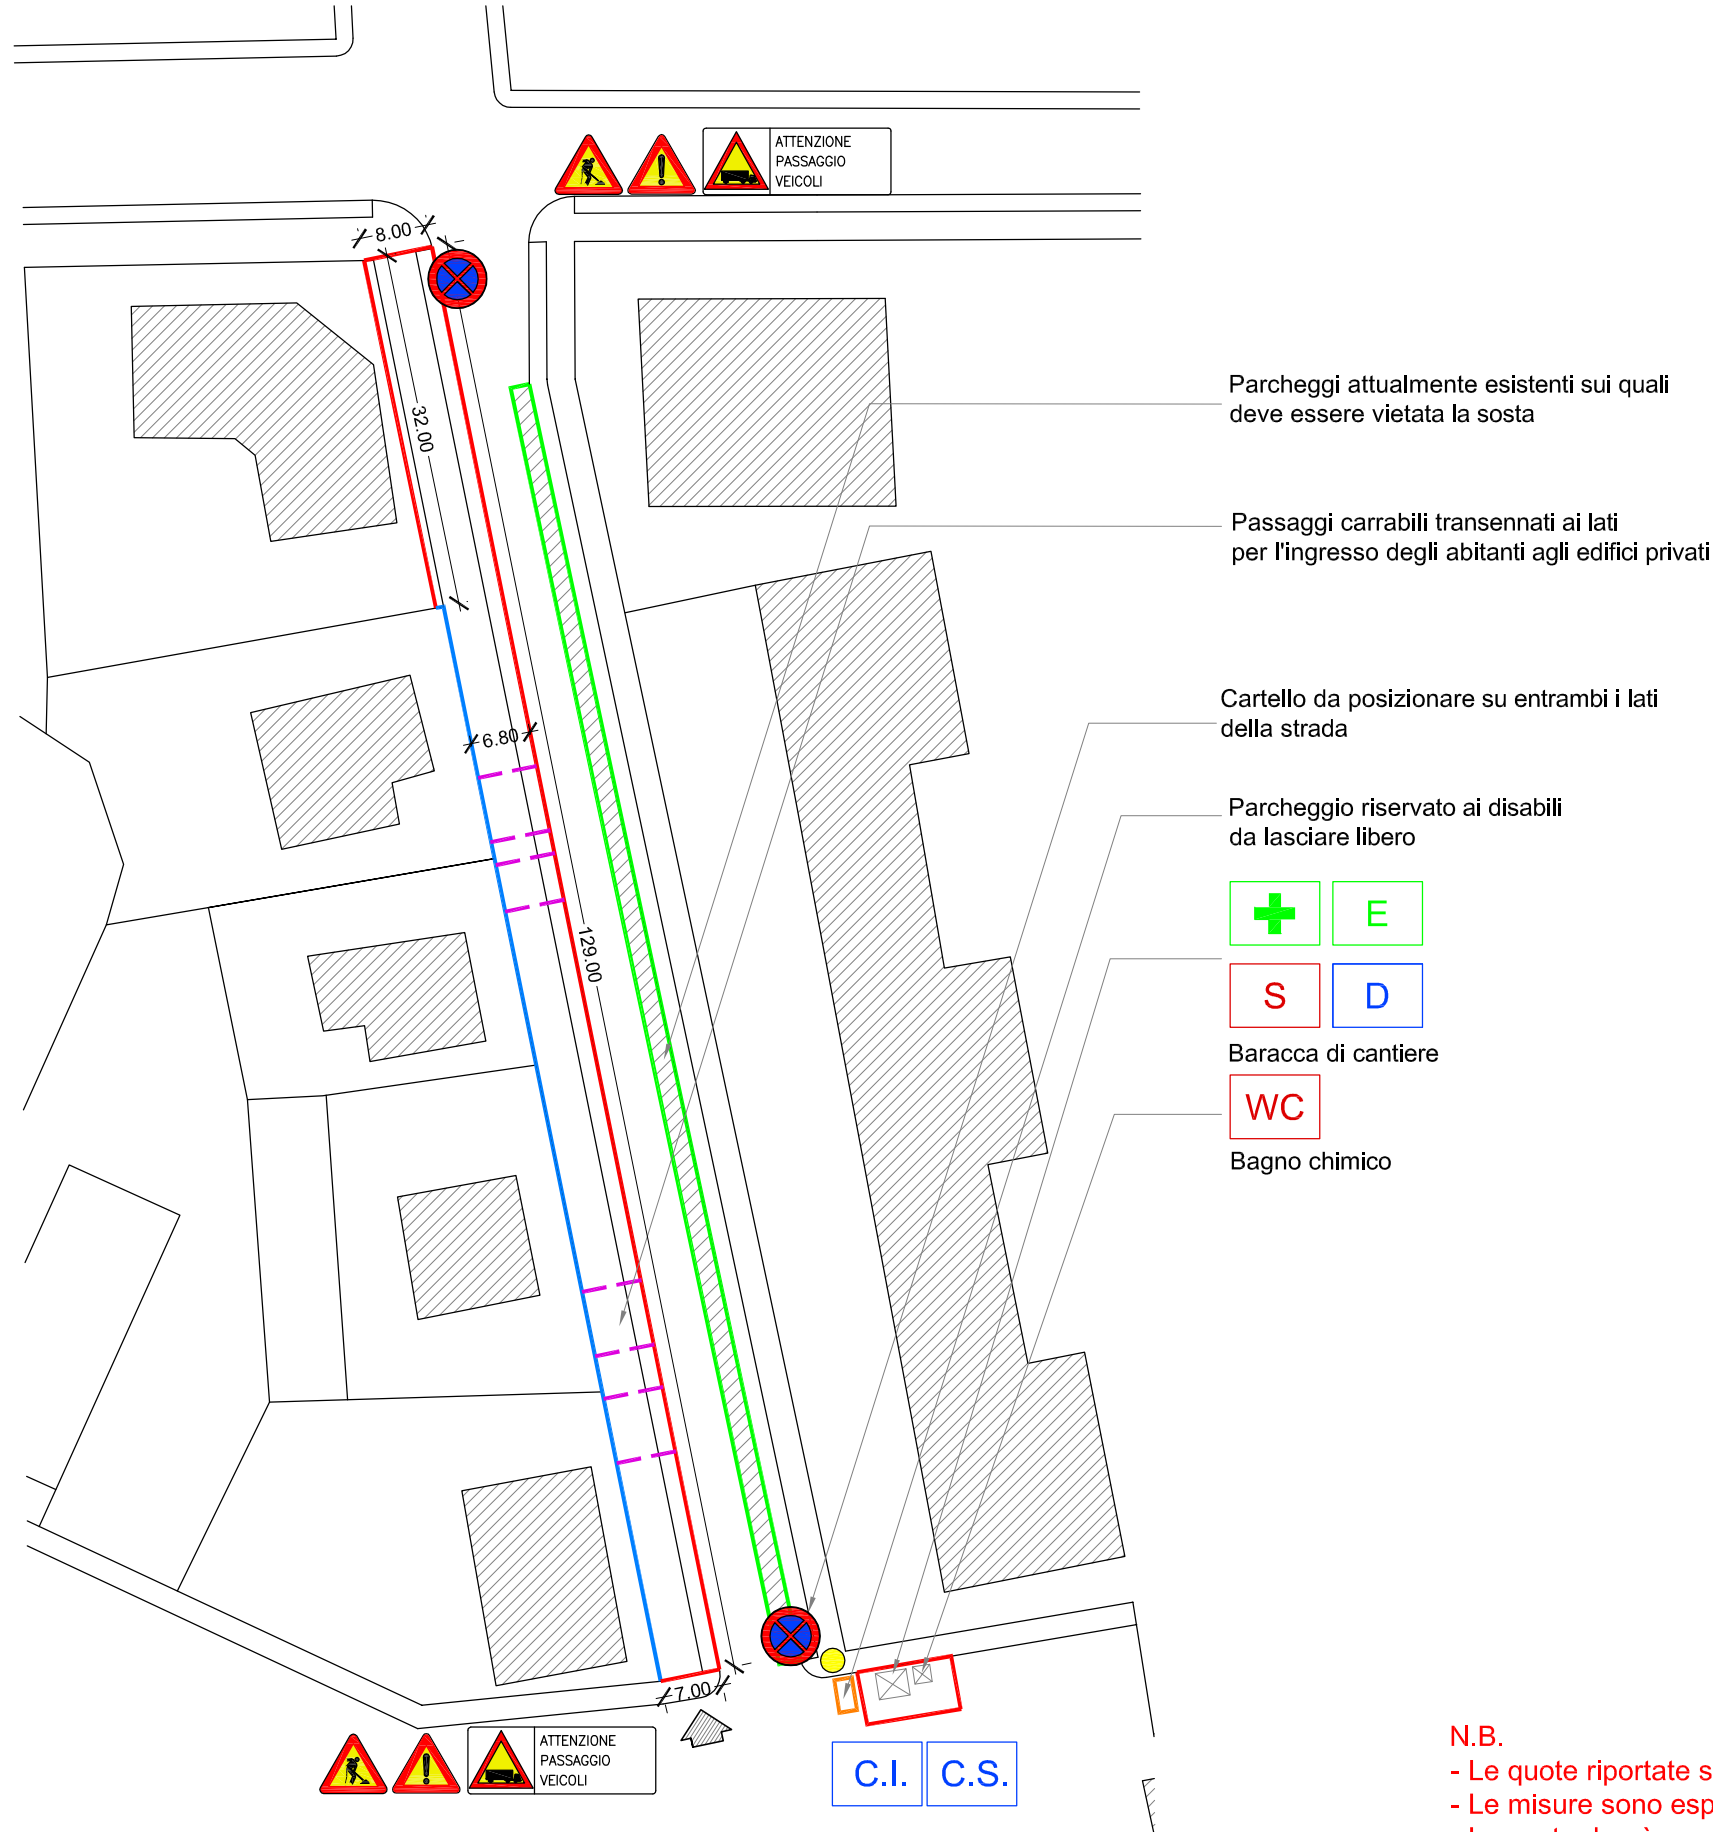 ATTENZIONE
PASSAGGIO
VEICOLI
8.00
32.00
Parcheggi attualmente esistenti sui quali
deve essere vietata la sosta
Passaggi carrabili transennati ai lati
per l'ingresso degli abitanti agli edifici privati
Cartello da posizionare su entrambi i lati
della strada
6.80
Parcheggio riservato ai disabili
da lasciare libero
E
129.00
S D
Baracca di cantiere
WC
Bagno chimico
7.00
ATTENZIONE
PASSAGGIO
VEICOLI
C.I. C.S.
N.B.
- Le quote riportate s
- Le misure sono esp